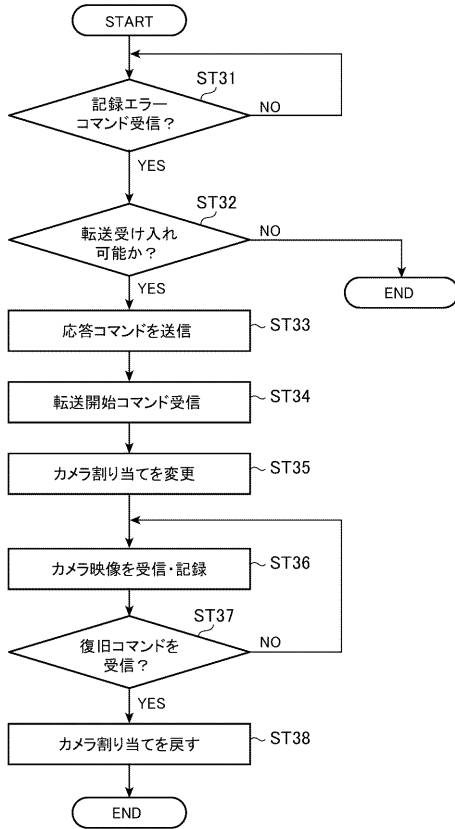 START
ST31
記録エラー
コマンド受信？
NO
YES
ST32
転送受け入れ
可能か？
NO
YES
END
応答コマンドを送信
ST33
転送開始コマンド受信
ST34
カメラ割り当てを変更
ST35
カメラ映像を受信・記録
ST36
ST37
復旧コマンドを
受信？
NO
YES
カメラ割り当てを戻す
ST38
END